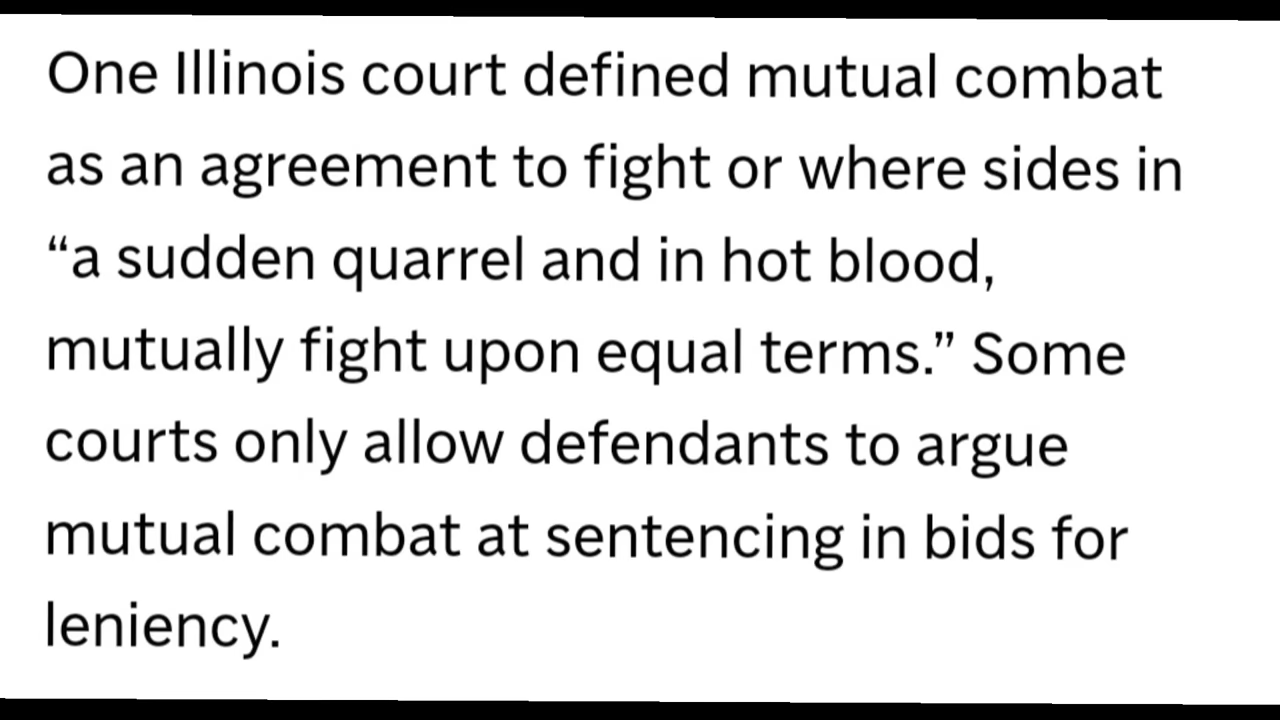 One Illinois court defined mutual combat
as an agreement to fight or where sides in
“a sudden quarrel and in hot blood,
mutually fight upon equal terms.” Some
courts only allow defendants to argue
mutual combat at sentencing in bids for
leniency.